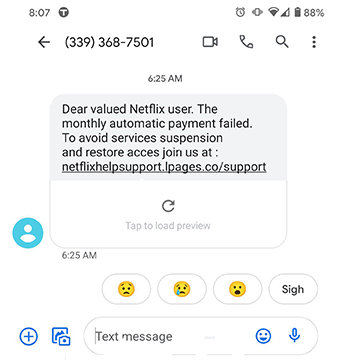 8:07 88%
(339) 368-7501
6:25 AM
Dear valued Netflix user. The
monthly automatic payment failed.
To avoid services suspension
and restore acces join us at :
netflixhelpsupport.lpages.co/support
Tap to load preview
6:25 AM
Sigh
Text message